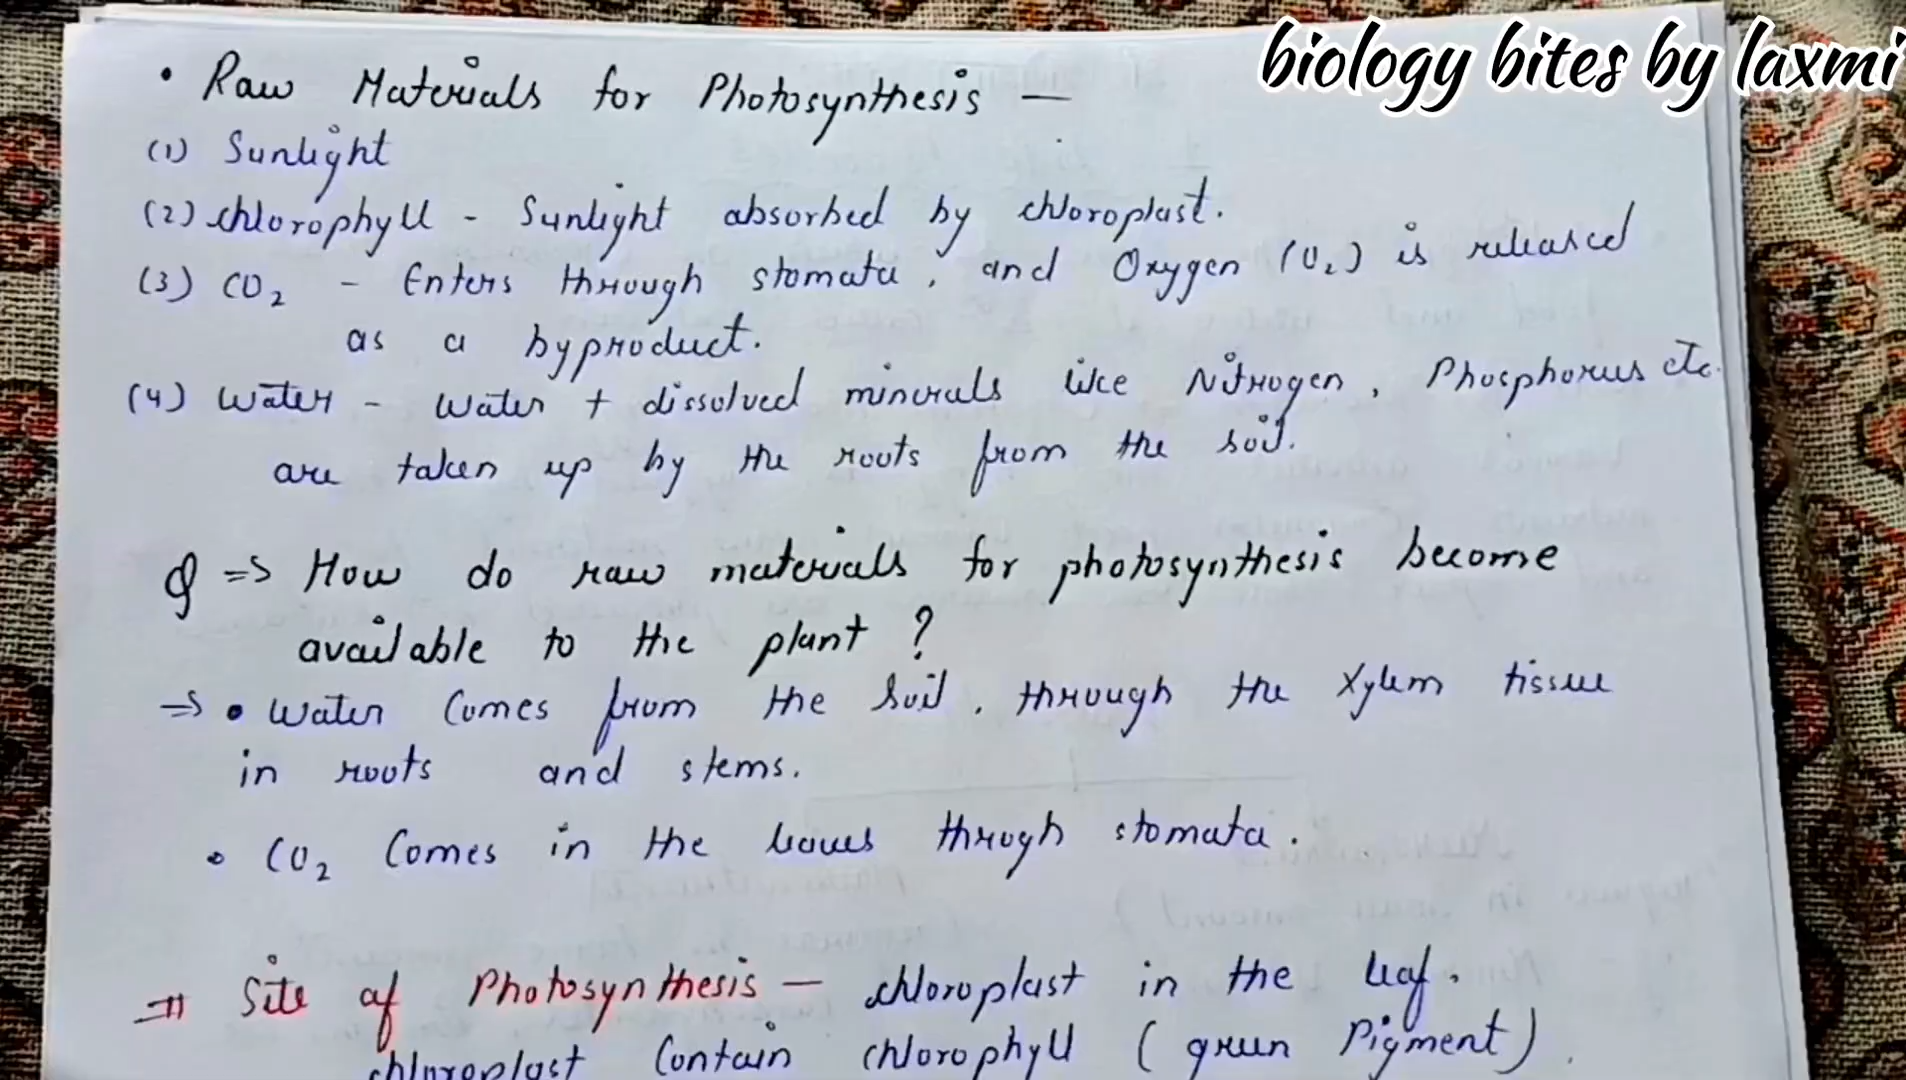 biology bites by laxmi
• Raw Materials for Photosynthesis —
(1) Sunlight
(2) chlorophyll - Sunlight absorbed by chloroplast.
(3) CO2 - Enters through stomata, and Oxygen (O2) is released
as a byproduct.
(4) Water - Water + dissolved minerals like Nitrogen, Phosphorus etc.
are taken up by the roots from the soil.
Q ⇒ How do raw materials for photosynthesis become
available to the plant?
⇒ • Water Comes from the soil, through the Xylem tissue
in roots and stems.
• CO2 Comes in the leaves throygh stomata.
⇒ Site of Photosynthesis — chloroplast in the leaf.
chloroplast Contain chlorophyll (green Pigment).